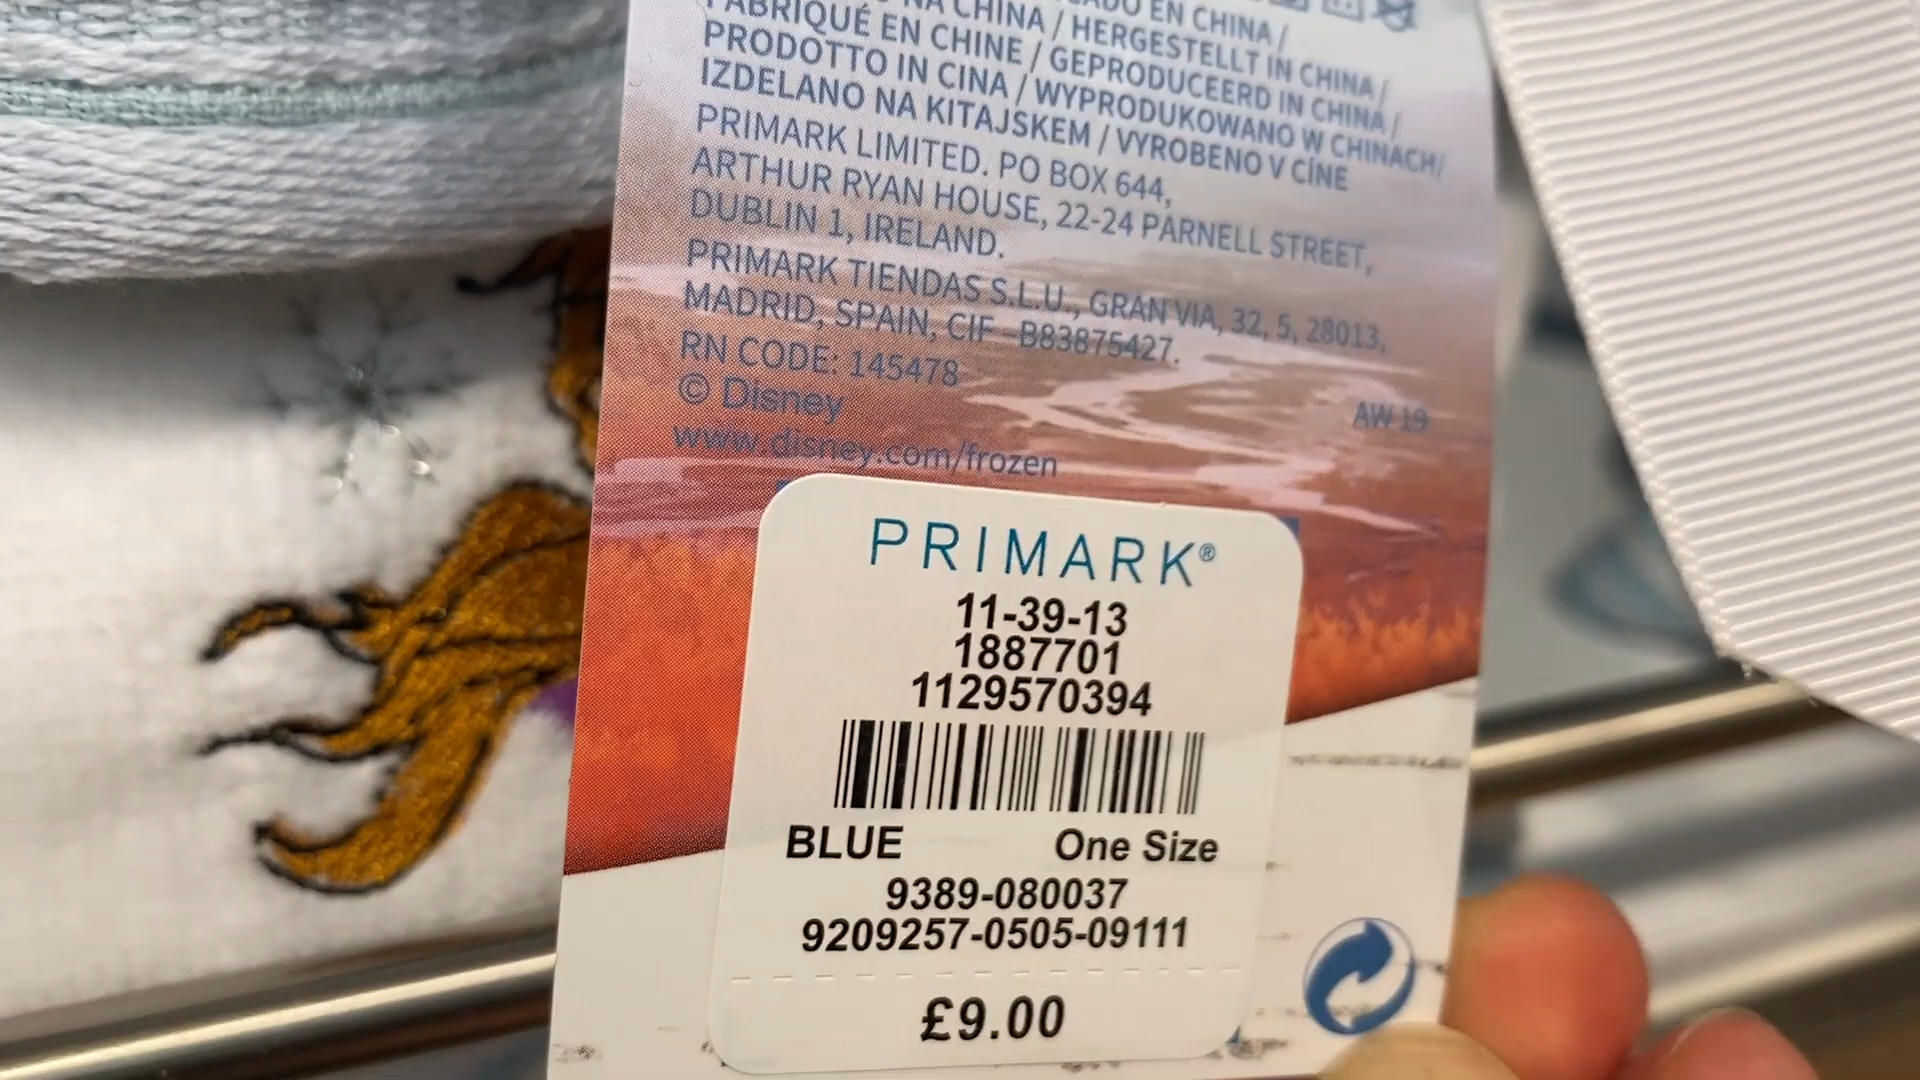 NA CHINA / HERGESTELLT IN CHINA /
EN CHINA /
FABRIQUÉ EN CHINE / GEPRODUCEERD IN CHINA /
PRODOTTO IN CINA / WYPRODUKOWANO W CHINACH/
IZDELANO NA KITAJSKEM / VYROBENO V CÍNE
PRIMARK LIMITED. PO BOX 644,
ARTHUR RYAN HOUSE, 22-24 PARNELL STREET,
DUBLIN 1, IRELAND.
PRIMARK TIENDAS S.L.U., GRAN VIA, 32, 5, 28013,
MADRID, SPAIN, CIF -B83875427.
RN CODE: 145478
© Disney
AW 19
www.disney.com/frozen
PRIMARK®
11-39-13
1887701
1129570394
BLUE One Size
9389-080037
9209257-0505-09111
£9.00